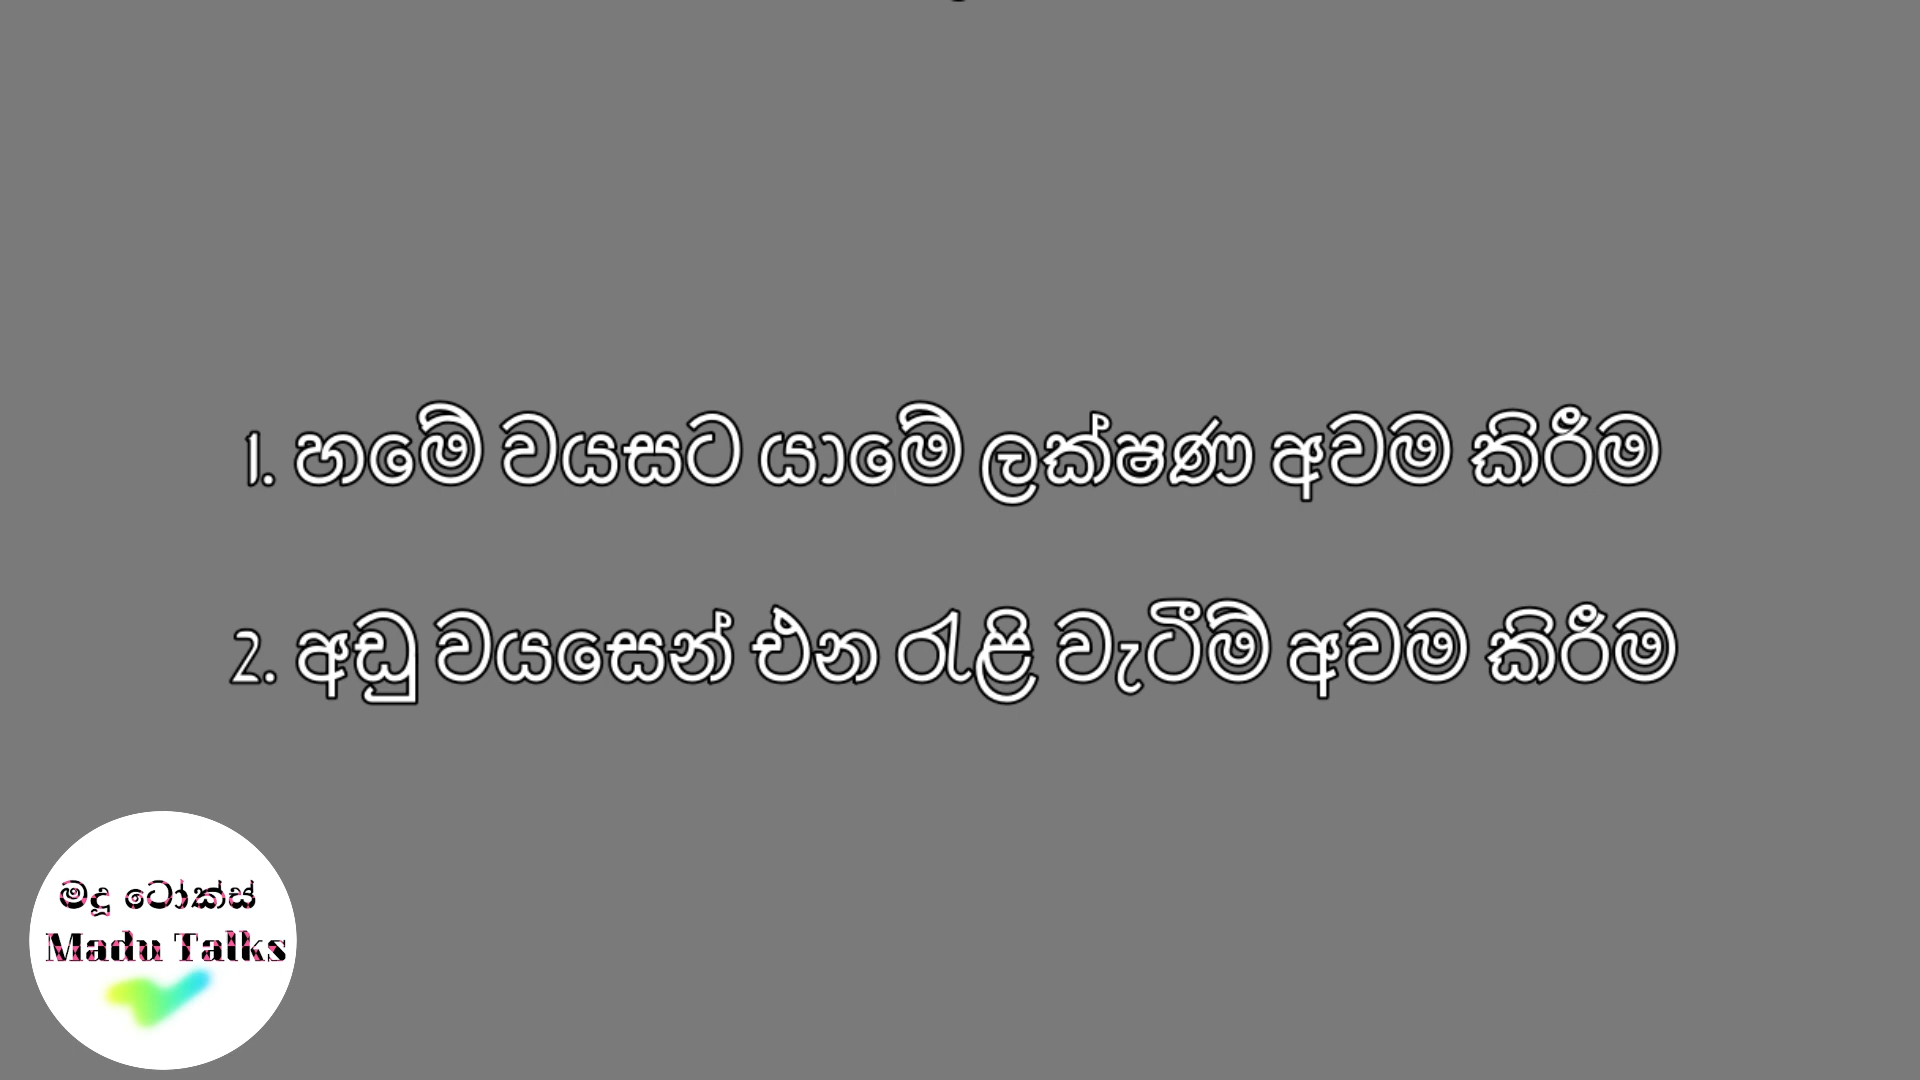 1. හමේ වයසට යාමේ ලක්ෂණ අවම කිරීම
2. අඩු වයසෙන් එන රැළි වැටීම් අවම කිරීම
මදූ ටෝක්ස්
Madu Talks